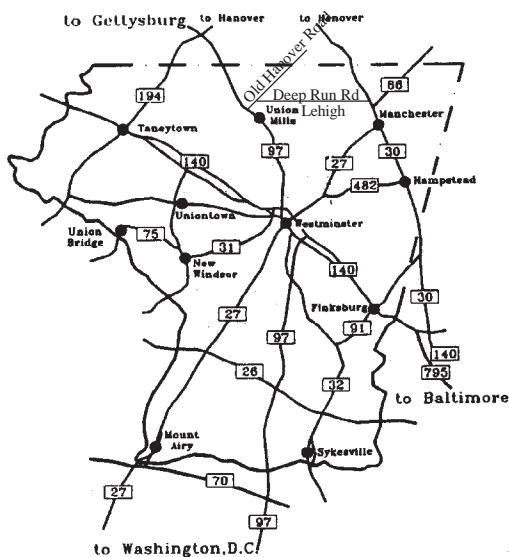 to Gettysburg
to Hanover
to Hanover
Old Hanover Road
86
194
Deep Run Rd
Lehigh
Union
Mills
Manchester
Taneytown
97
30
140
27
482
Hampstead
Uniontown
Westminster
Union
Bridge
75
31
New
Windsor
140
Finksburg
30
27
91
97
140
26
795
32
to Baltimore
Mount
Airy
Sykesville
70
27
97
to Washington,D.C.